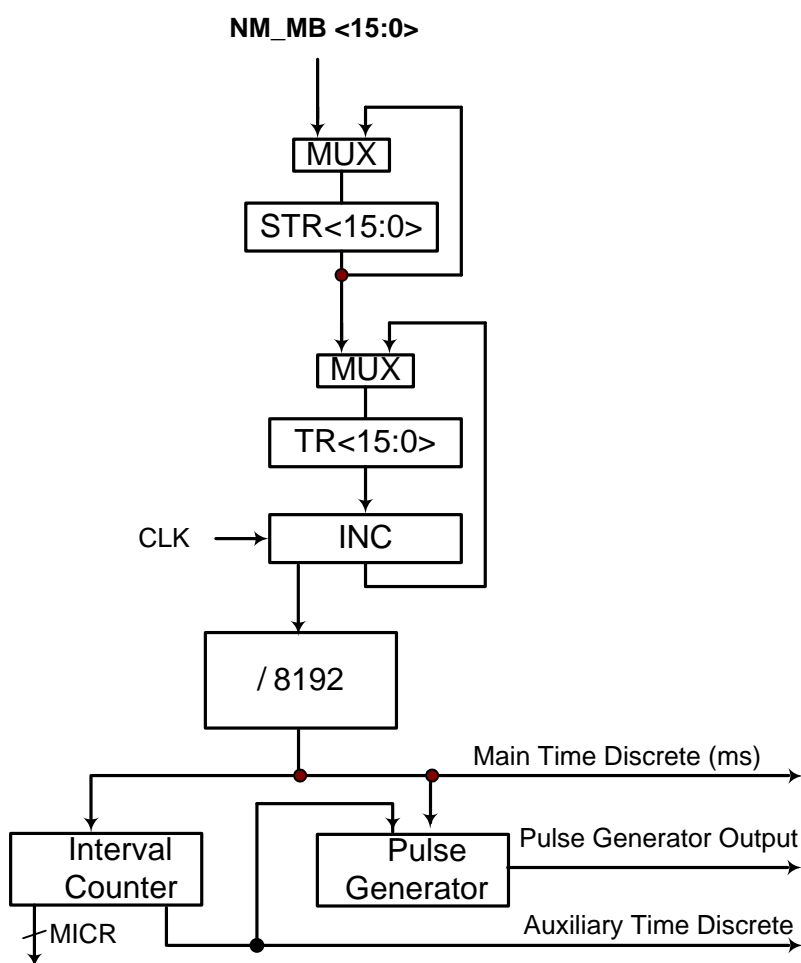 NM_MB <15:0>
MUX
STR<15:0>
MUX
TR<15:0>
CLK
INC
/ 8192
Main Time Discrete (ms)
Interval
Counter
Pulse
Generator
Pulse Generator Output
MICR
Auxiliary Time Discrete